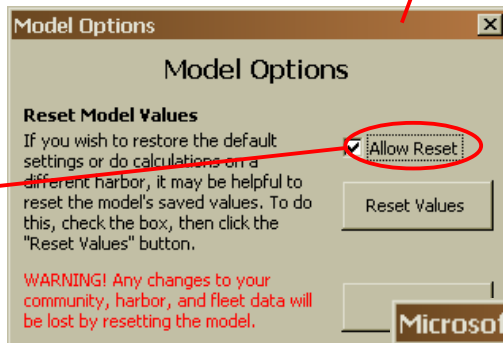 Model Options
Model Options
Reset Model Values
If you wish to restore the default
settings or do calculations on a
different harbor, it may be helpful to
reset the model's saved values. To do
this, check the box, then click the
"Reset Values" button.
Allow Reset
Reset Values
WARNING! Any changes to your
community, harbor, and fleet data will
be lost by resetting the model.
Microsof